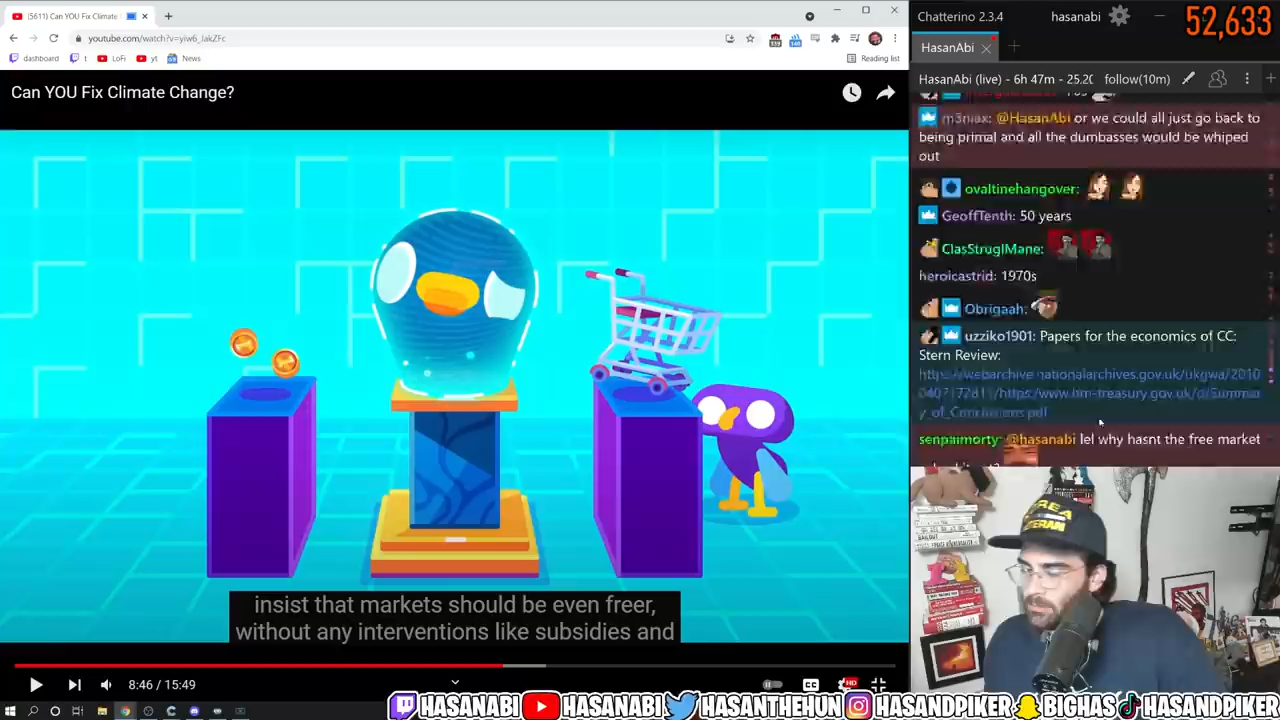 (5611) Can YOU Fix Climate
youtube.com/watch?v=yiw6_JakZFc
dashboard
t
LoFi
yt
News
Reading list
Can YOU Fix Climate Change?
insist that markets should be even freer,
without any interventions like subsidies and
8:46 / 15:49
HD
Chatterino 2.3.4
hasanabi
52,633
HasanAbi
HasanAbi (live) - 6h 47m - 25.2(
follow(10m)
m3niax: @HasanAbi or we could all just go back to
being primal and all the dumbasses would be whiped
out
ovaltinehangover:
GeoffTenth: 50 years
ClasStruglMane:
heroicastrid: 1970s
Obrigaah:
uzziko1901: Papers for the economics of CC:
Stern Review:
senpaimorty: @hasanabi lel why hasnt the free market
HASANABI
HASANABI
HASANTHEHUN
HASANDPIKER
BIGHAS
HASANDPIKER